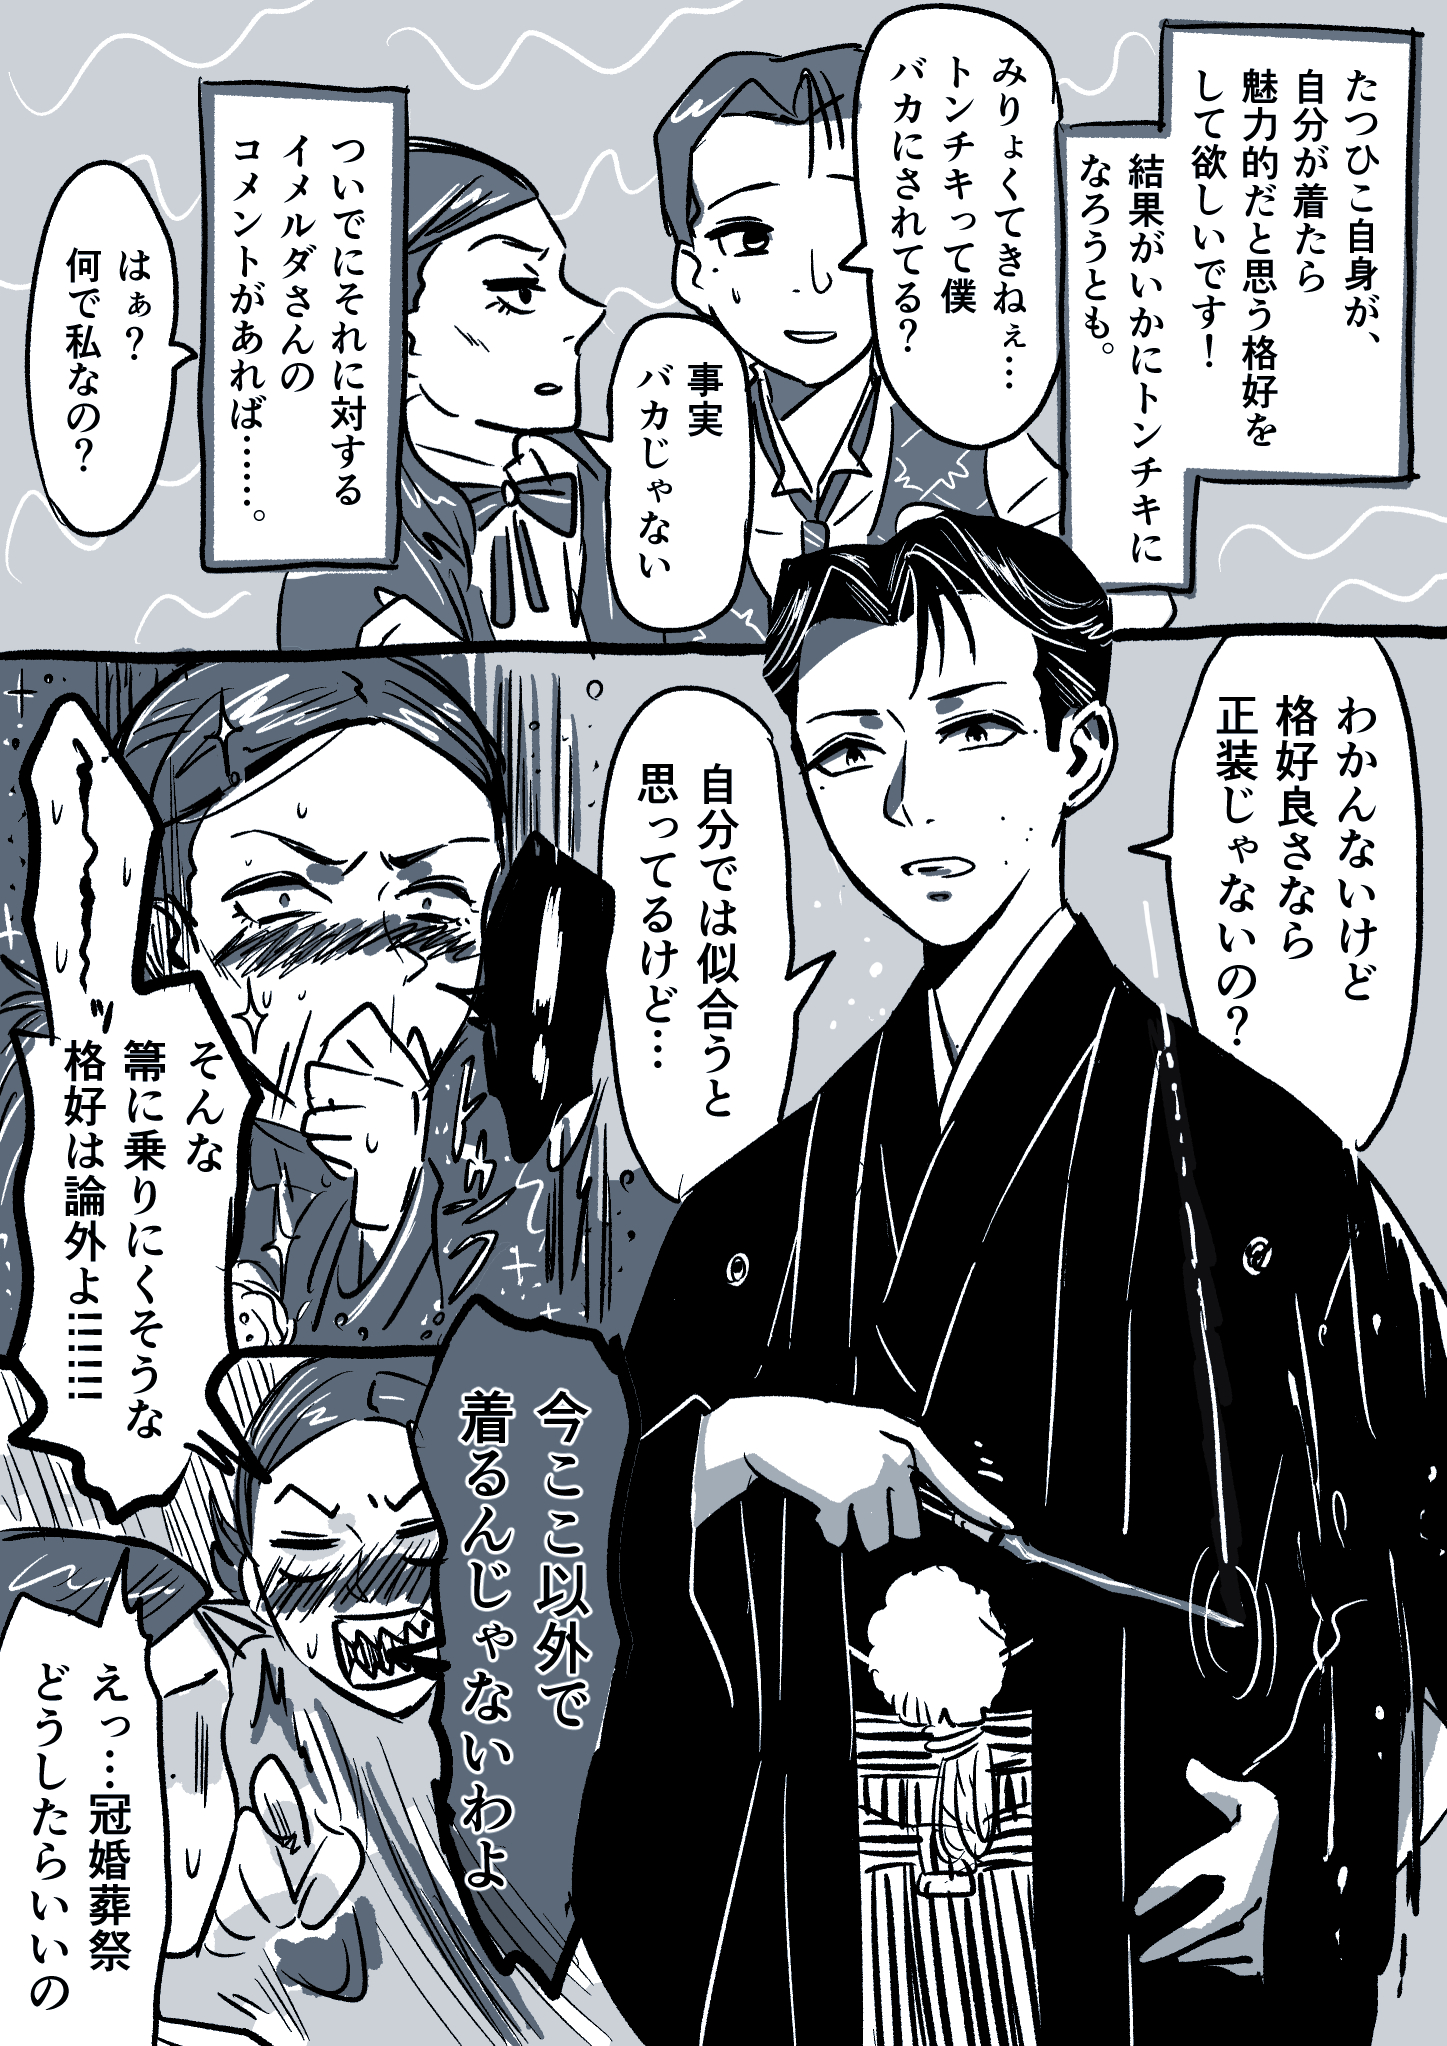 たつひこ自身が、
自分が着たら
魅力的だと思う格好を
して欲しいです！
結果がいかにトンチキに
なろうとも。
みりょくてきねぇ…
トンチキって僕
バカにされてる？
事実
バカじゃない
ついでにそれに対する
イメルダさんの
コメントがあれば……。
はぁ？
何で私なの？
わかんないけど
格好良さなら
正装じゃないの？
自分では似合うと
思ってるけど…
そんな
箒に乗りにくそうな
格好は論外よ!!!!!!
今ここ以外で
着るんじゃないわよ
えっ…冠婚葬祭
どうしたらいいの